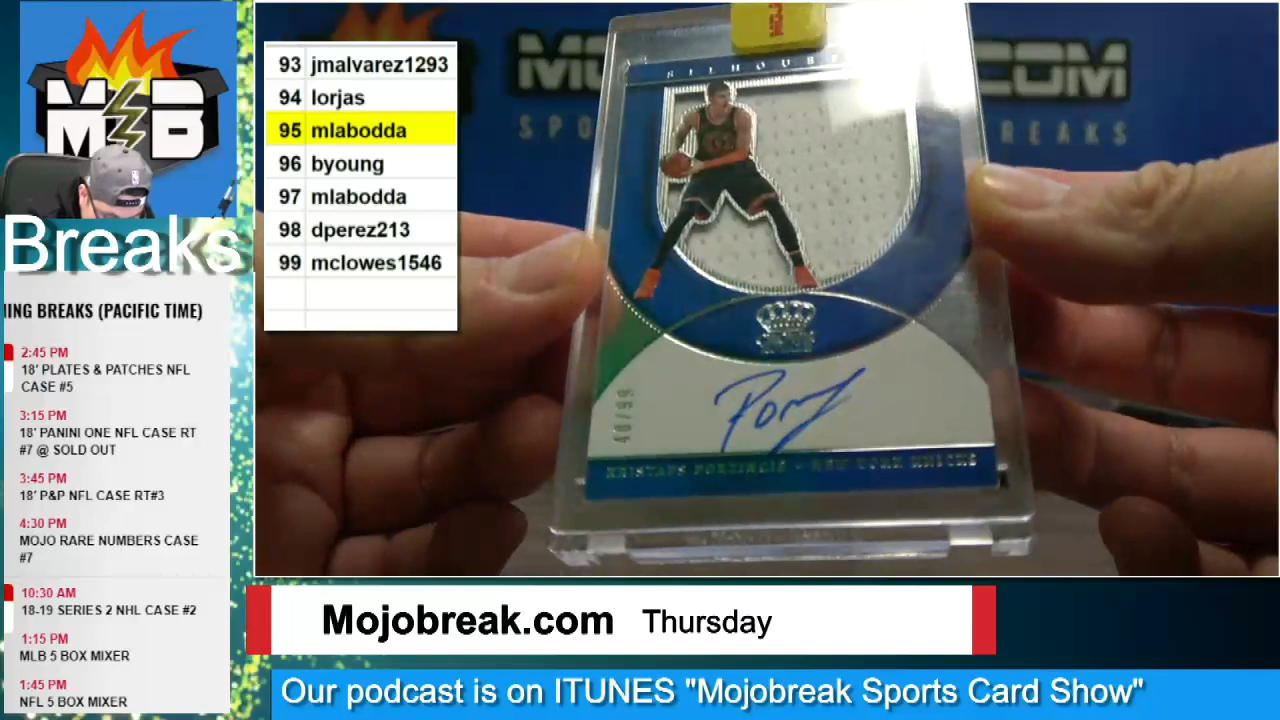 M B
Breaks
ING BREAKS (PACIFIC TIME)
2:45 PM
18' PLATES & PATCHES NFL
CASE #5
3:15 PM
18' PANINI ONE NFL CASE RT
#7 @ SOLD OUT
3:45 PM
18' P&P NFL CASE RT#3
4:30 PM
MOJO RARE NUMBERS CASE
#7
10:30 AM
18-19 SERIES 2 NHL CASE #2
1:15 PM
MLB 5 BOX MIXER
1:45 PM
NFL 5 BOX MIXER
93 jmalvarez1293
94 lorjas
95 mlabodda
96 byoung
97 mlabodda
98 dperez213
99 mclowes1546
KRISTAPS PORZINGIS - NEW YORK KNICKS
Mojobreak.com Thursday
Our podcast is on ITUNES "Mojobreak Sports Card Show"